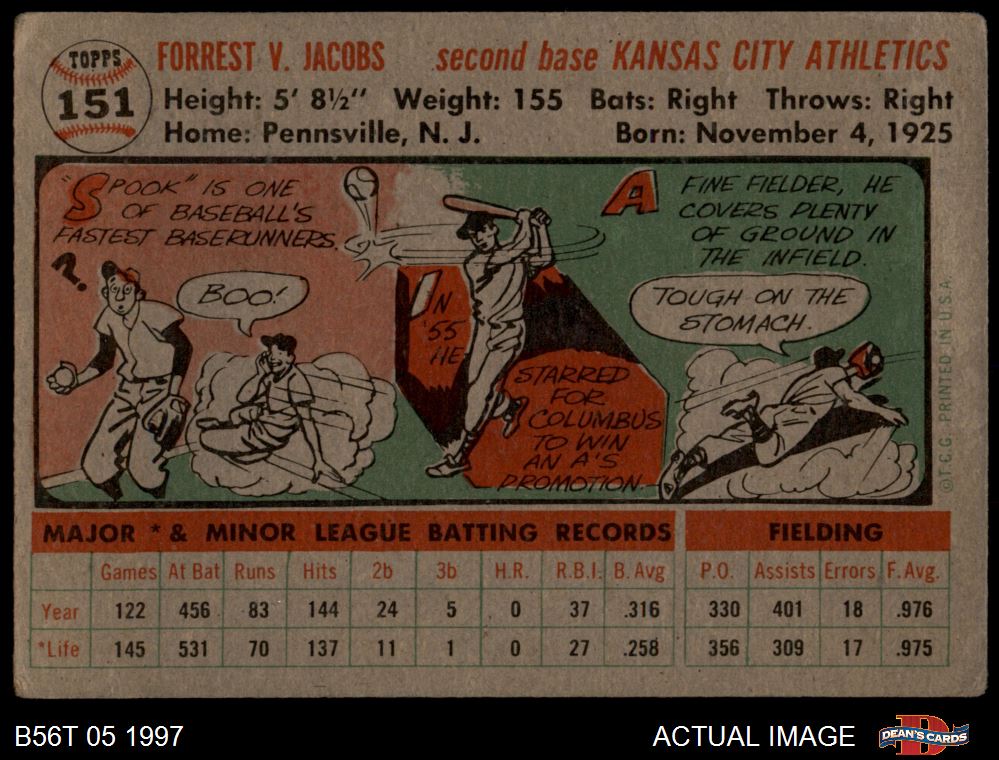 TOPPS
151
FORREST V. JACOBS second base KANSAS CITY ATHLETICS
Height: 5' 8½" Weight: 155 Bats: Right Throws: Right
Home: Pennsville, N. J. Born: November 4, 1925
"SPOOK" IS ONE
OF BASEBALL'S
FASTEST BASERUNNERS.
?.
BOO!
IN
'55
HE
STARRED
FOR
COLUMBUS
TO WIN
AN A'S
PROMOTION.
A FINE FIELDER, HE
COVERS PLENTY
OF GROUND IN
THE INFIELD.
TOUGH ON THE
STOMACH.
©T.C.G. PRINTED IN U.S.A.
MAJOR * & MINOR LEAGUE BATTING RECORDS FIELDING
Games At Bat Runs Hits 2b 3b H.R. R.B.I. B. Avg P.O. Assists Errors F. Avg.
Year 122 456 83 144 24 5 0 37 .316 330 401 18 .976
*Life 145 531 70 137 11 1 0 27 .258 356 309 17 .975
B56T 05 1997 ACTUAL IMAGE DEAN'S CARDS